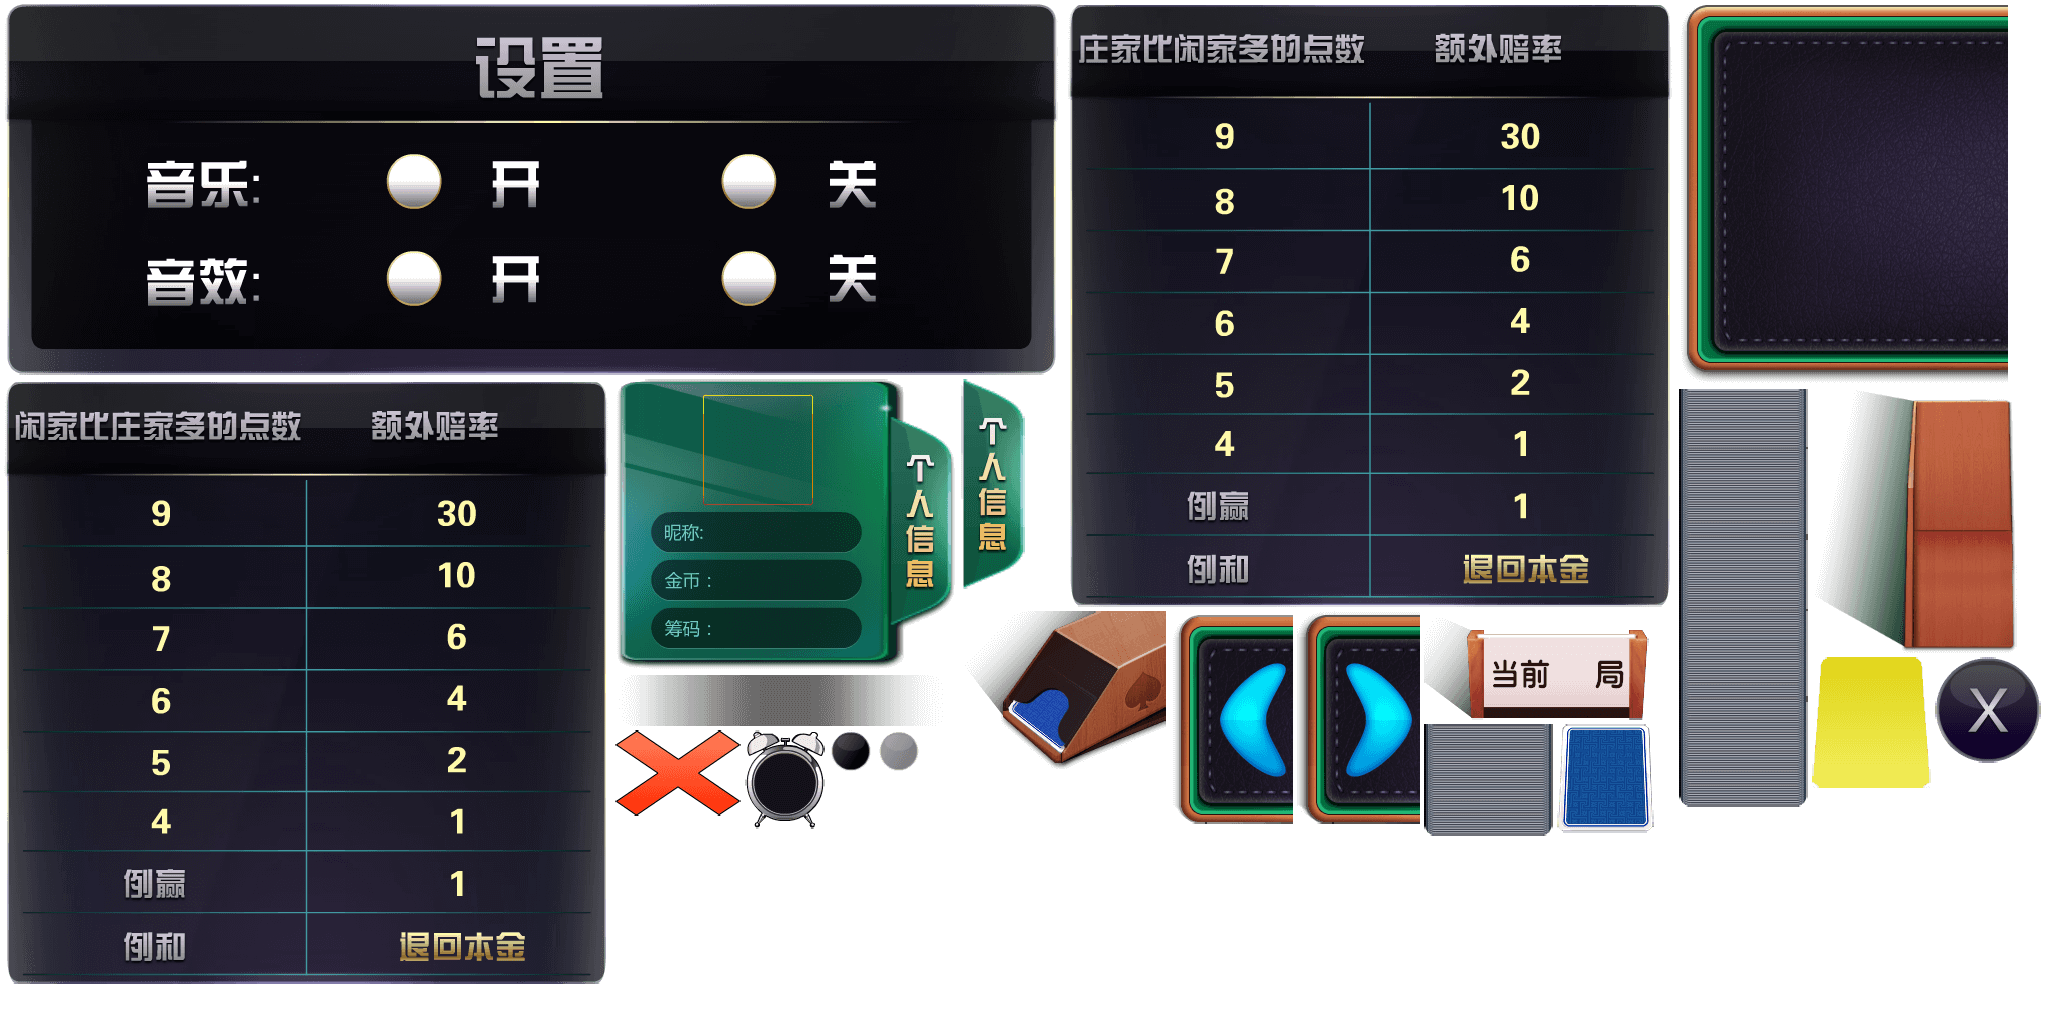 设置
音乐: 开 关
音效: 开 关
庄家比闲家多的点数 额外赔率
9 30
8 10
7 6
6 4
5 2
4 1
例赢 1
例和 退回本金
闲家比庄家多的点数 额外赔率
9 30
8 10
7 6
6 4
5 2
4 1
例赢 1
例和 退回本金
昵称:
金币：
筹码：
个人信息
个人信息
当前 局
X